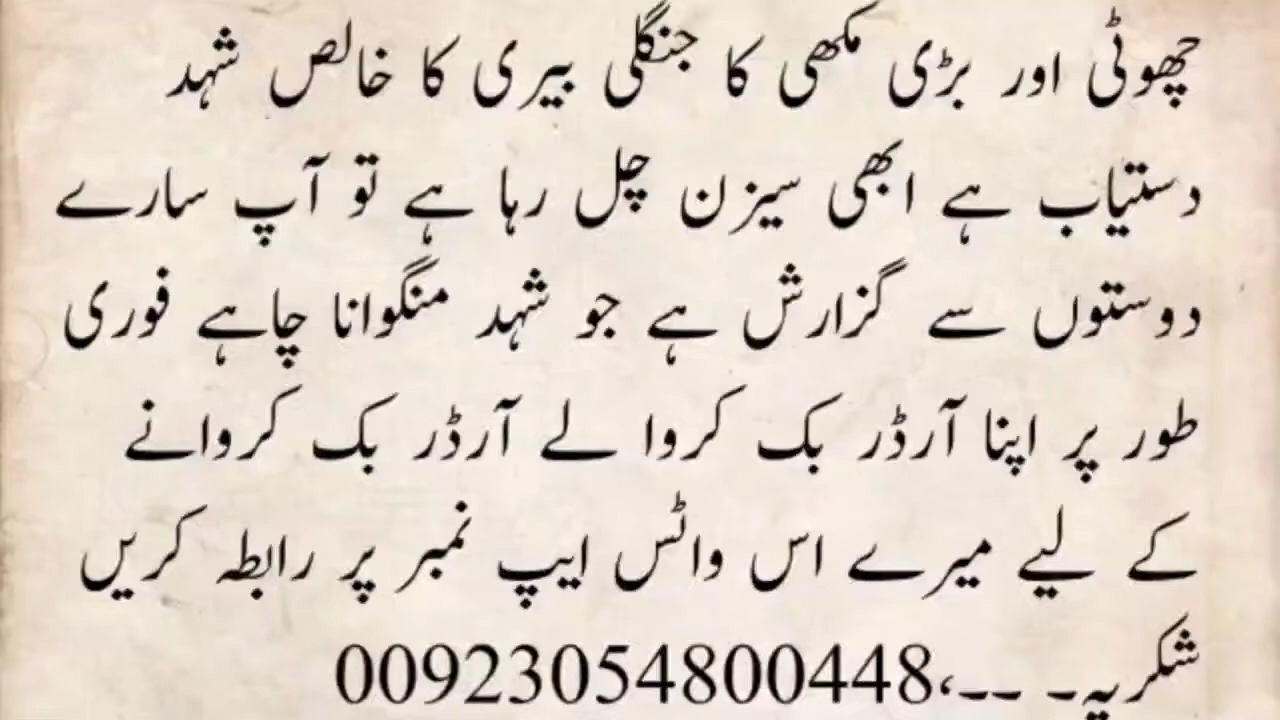 چھوٹی اور بڑی مکھی کا جنگلی بیری کا خالص شہد
دستیاب ہے ابھی سیزن چل رہا ہے تو آپ سارے
دوستوں سے گزارش ہے جو شہد منگوانا چاہے فوری
طور پر اپنا آرڈر بک کروا لے آرڈر بک کروانے
کے لیے میرے اس واٹس ایپ نمبر پر رابطہ کریں
شکریہ۔ ۔۔،00923054800448